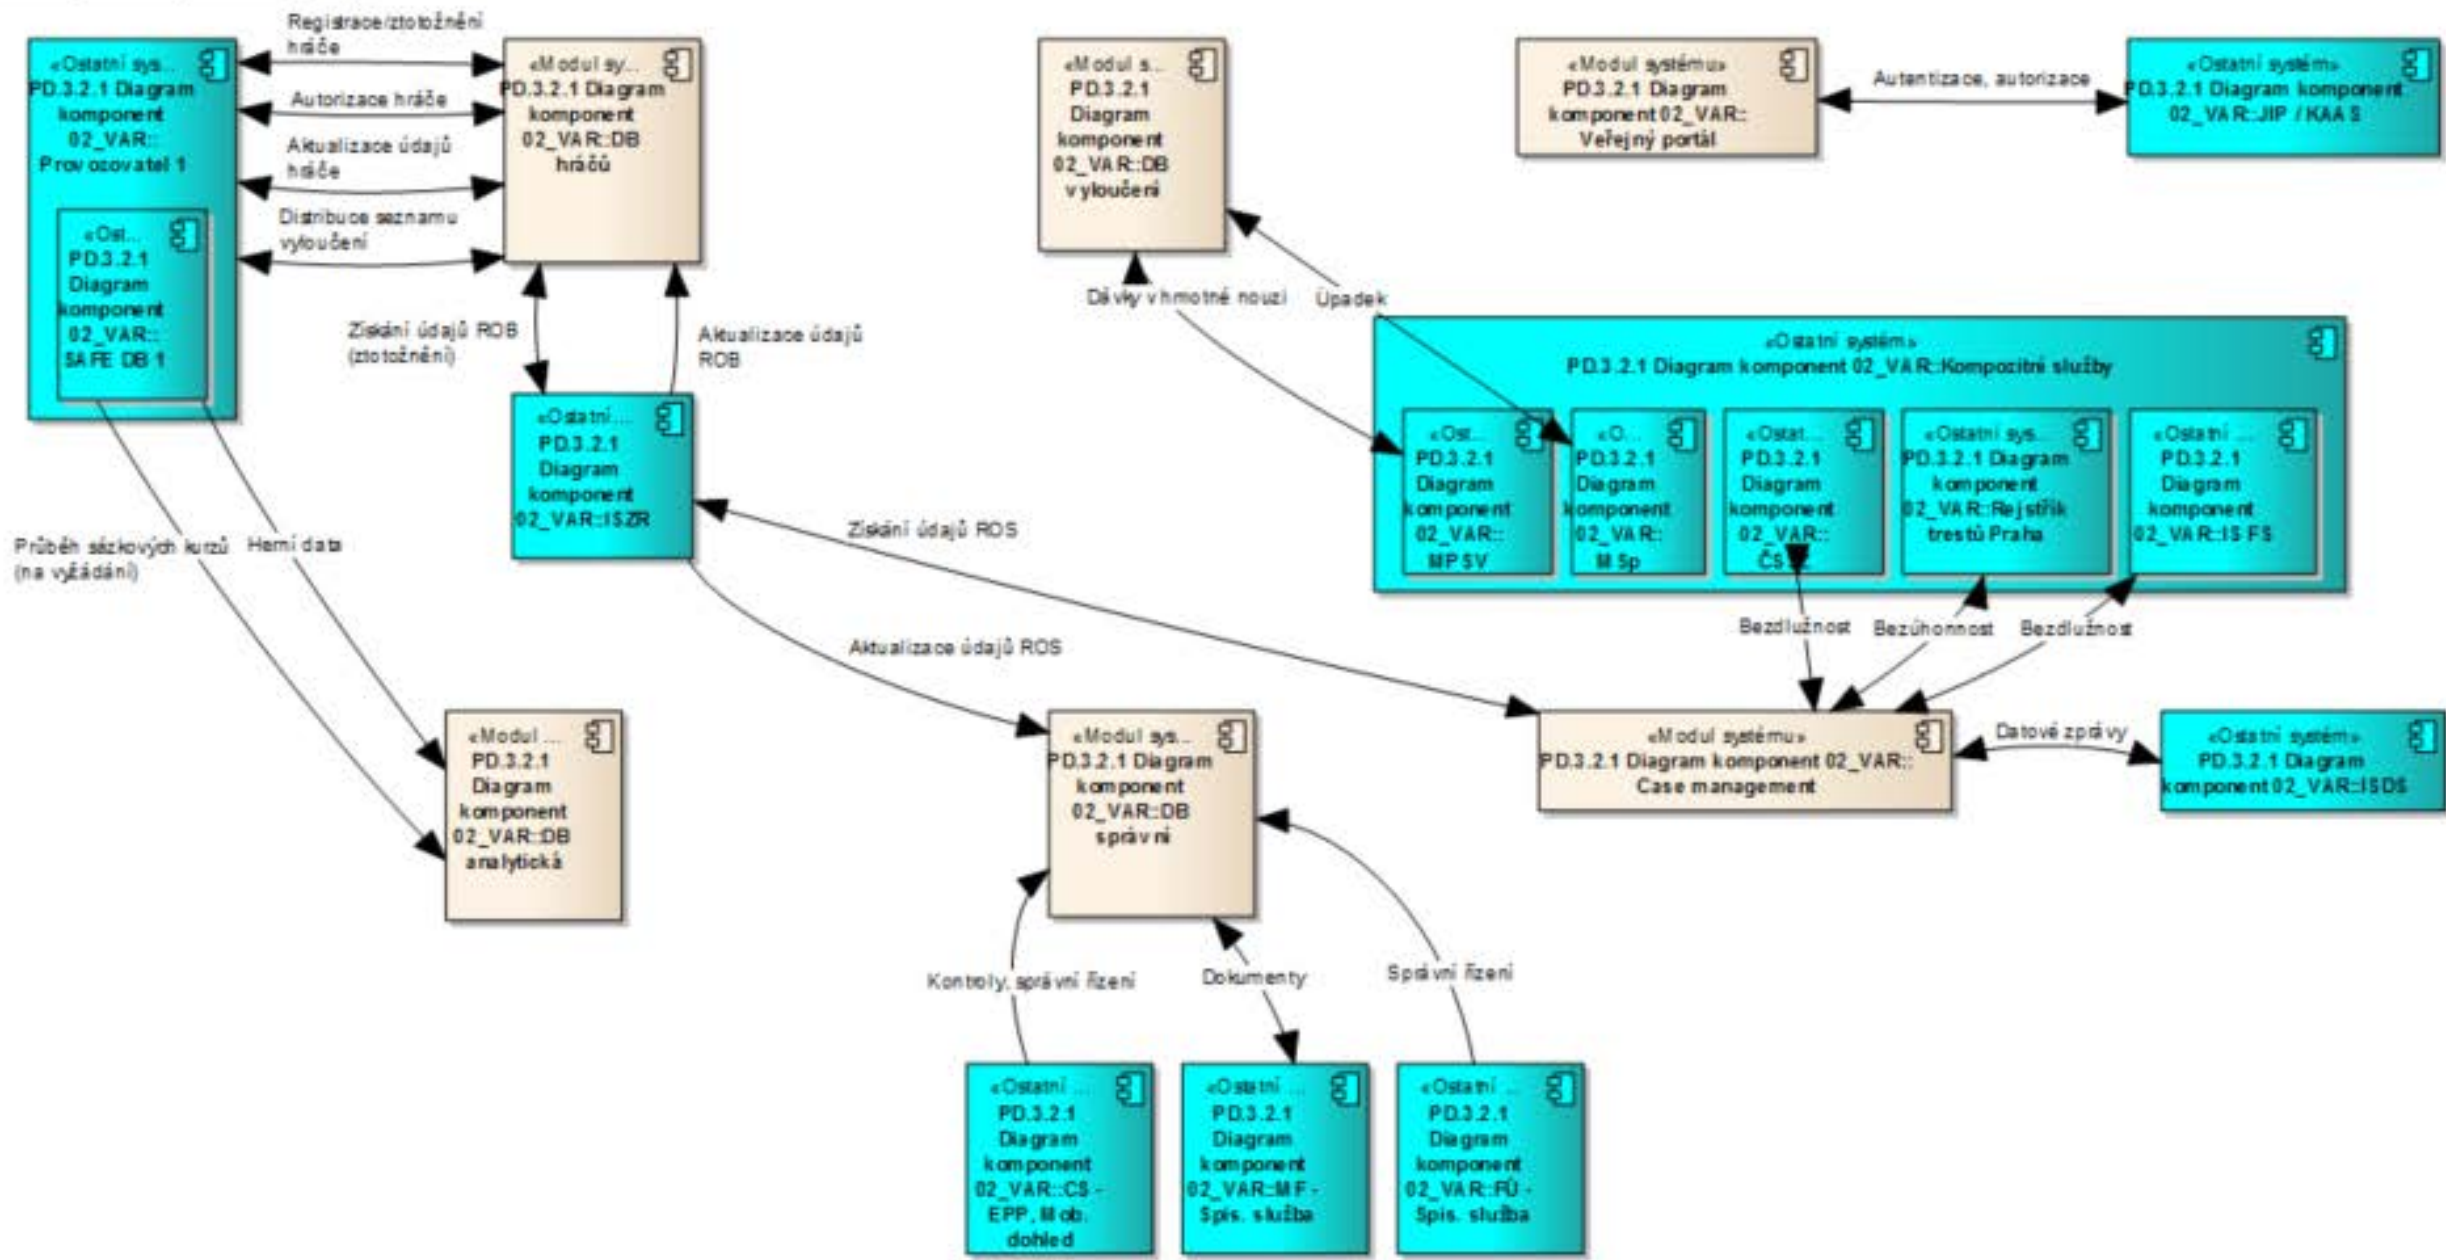 Registrace/ztotožnění
hráče
«Ostatní sys...
PD.3.2.1 Diagram
komponent
02_VAR::
Provozovatel 1
Autorizace hráče
Aktualizace údajů
hráče
Distribuce seznamu
vyloučení
«Modul sy...
PD.3.2.1 Diagram
komponent
02_VAR::DB
hráčů
«Ost...
PD.3.2.1
Diagram
komponent
02_VAR::
SAFE DB 1
«Modul s...
PD.3.2.1
Diagram
komponent
02_VAR::DB
vyloučení
«Modul systému»
PD.3.2.1 Diagram
komponent 02_VAR::
Veřejný portál
Autentizace, autorizace
«Ostatní systém»
PD.3.2.1 Diagram komponent
02_VAR::JIP / KAAS
Získání údajů ROB
(ztotožnění)
Aktualizace údajů
ROB
Dávky v hmotné nouzi
Úpadek
«Ostatní systém»
PD.3.2.1 Diagram komponent 02_VAR::Kompozitní služby
«Ost...
PD.3.2.1
Diagram
komponent
02_VAR::
MPSV
«O...
PD.3.2.1
Diagram
komponent
02_VAR::
MSp
«Ostat...
PD.3.2.1
Diagram
komponent
02_VAR::
«Ostatní sys...
PD.3.2.1 Diagram
komponent
02_VAR::Rejstřík
trestů Praha
«Ostatní ...
PD.3.2.1
Diagram
komponent
02_VAR::IS FS
«Ostatní...
PD.3.2.1
Diagram
komponent
02_VAR::ISZR
Průběh sázkových kurzů
(na vyžádání)
Herní data
Získání údajů ROS
Aktualizace údajů ROS
Bezdlužnost
Bezúhonnost
Bezdlužnost
«Modul ...
PD.3.2.1
Diagram
komponent
02_VAR::DB
analytická
«Modul sys...
PD.3.2.1 Diagram
komponent
02_VAR::DB
správní
«Modul systému»
PD.3.2.1 Diagram komponent 02_VAR::
Case management
Datové zprávy
«Ostatní systém»
PD.3.2.1 Diagram
komponent 02_VAR::ISDS
Kontroly, správní řízení
Dokumenty
Správní řízení
«Ostatní ...
PD.3.2.1
Diagram
komponent
02_VAR::CS -
EPP, Mob.
dohled
«Ostatní ...
PD.3.2.1
Diagram
komponent
02_VAR::MF -
Spis. služba
«Ostatní ...
PD.3.2.1
Diagram
komponent
02_VAR::FÚ -
Spis. služba